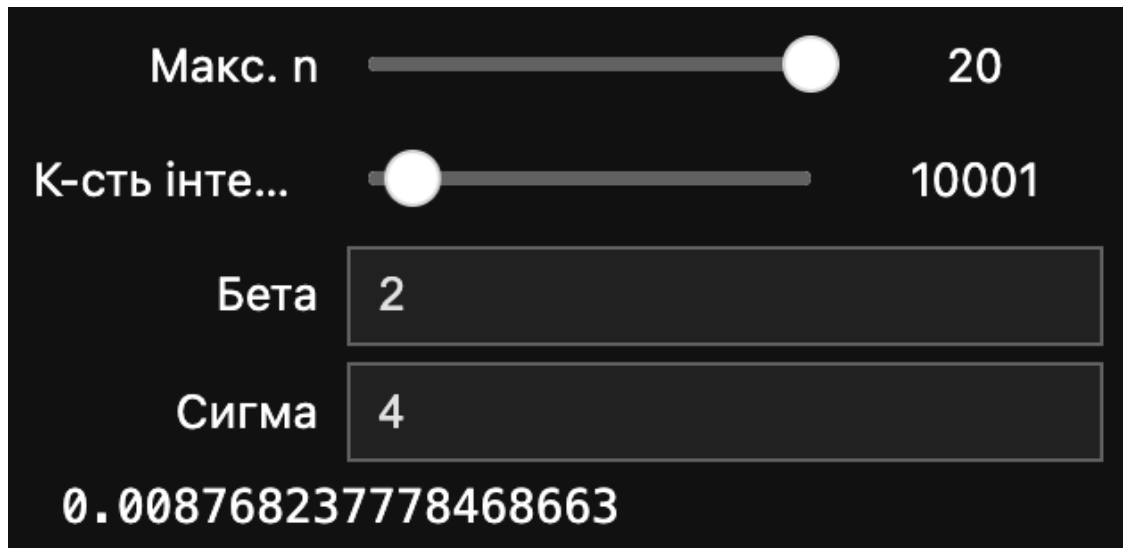 Макс. n 20
К-сть інте... 10001
Бета 2
Сигма 4
0.008768237778468663